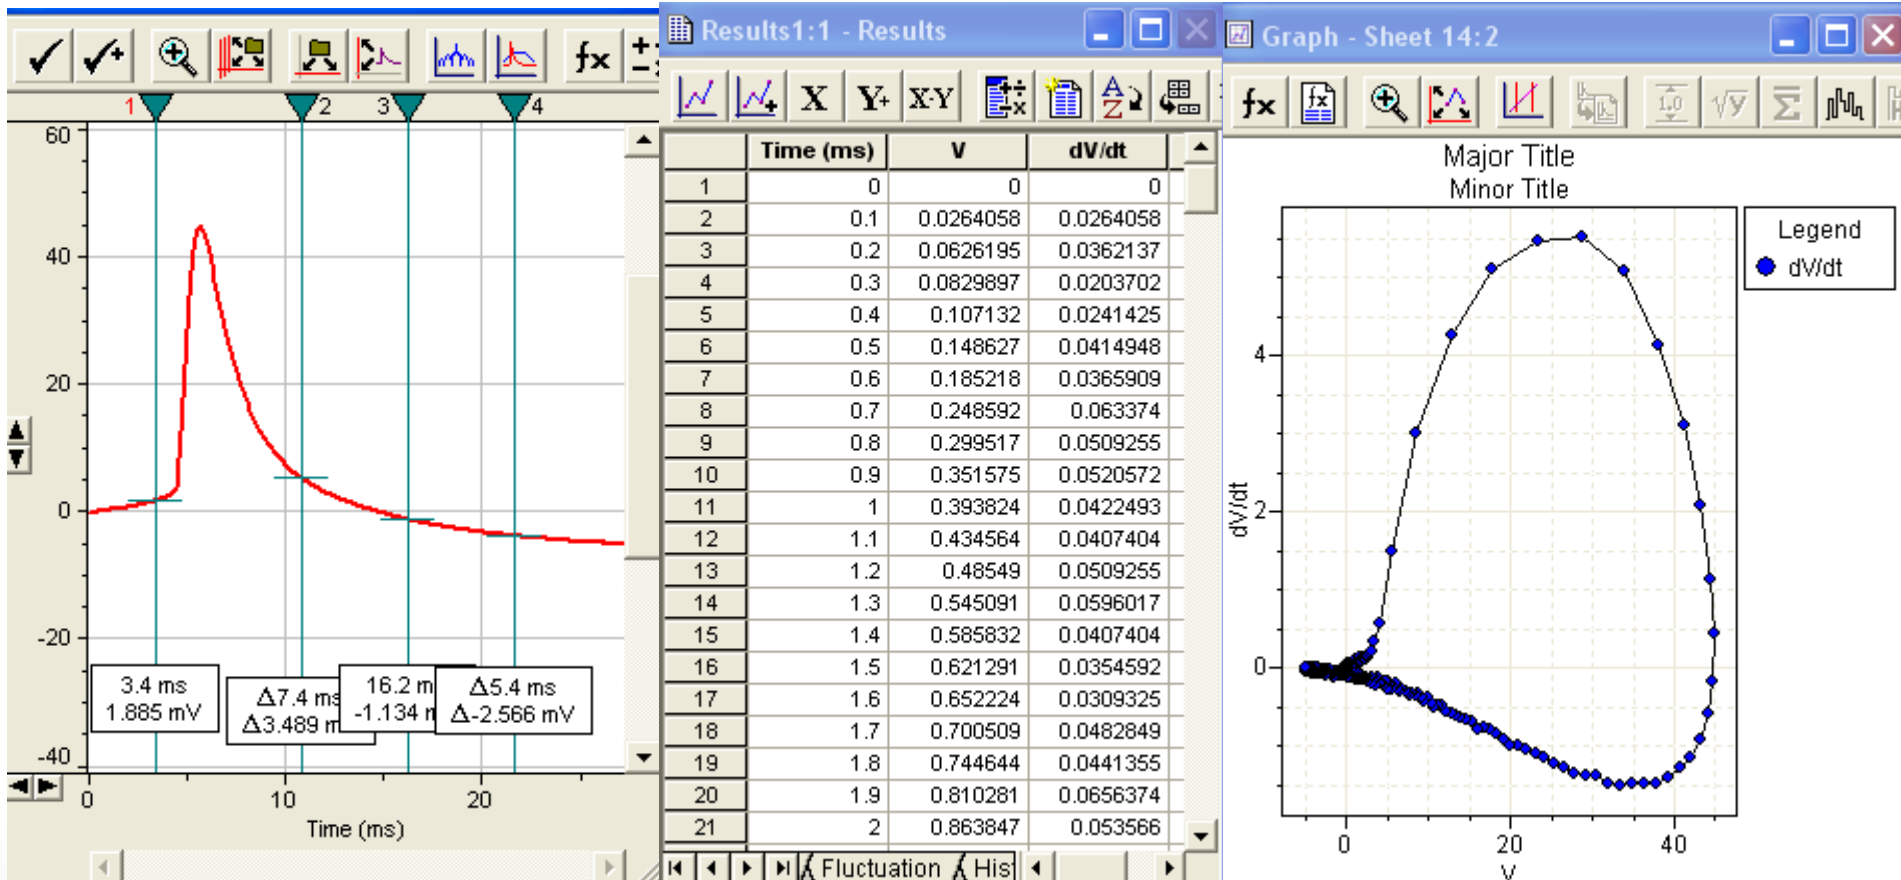 fx
1
2
3
4
60
40
20
0
-20
-40
3.4 ms
1.885 mV
Δ7.4 ms
Δ3.489 m
16.2 m
-1.134 m
Δ5.4 ms
Δ-2.566 mV
0 10 20
Time (ms)
Results1:1 - Results
X Y+ X-Y A Z
Time (ms) V dV/dt
1 0 0 0
2 0.1 0.0264058 0.0264058
3 0.2 0.0626195 0.0362137
4 0.3 0.0829897 0.0203702
5 0.4 0.107132 0.0241425
6 0.5 0.148627 0.0414948
7 0.6 0.185218 0.0365909
8 0.7 0.248592 0.063374
9 0.8 0.299517 0.0509255
10 0.9 0.351575 0.0520572
11 1 0.393824 0.0422493
12 1.1 0.434564 0.0407404
13 1.2 0.48549 0.0509255
14 1.3 0.545091 0.0596017
15 1.4 0.585832 0.0407404
16 1.5 0.621291 0.0354592
17 1.6 0.652224 0.0309325
18 1.7 0.700509 0.0482849
19 1.8 0.744644 0.0441355
20 1.9 0.810281 0.0656374
21 2 0.863847 0.053566
Fluctuation His
Graph - Sheet 14:2
fx fx 1.0 √y Σ
Major Title
Minor Title
Legend
dV/dt
dV/dt
4
2
0
0 20 40
V